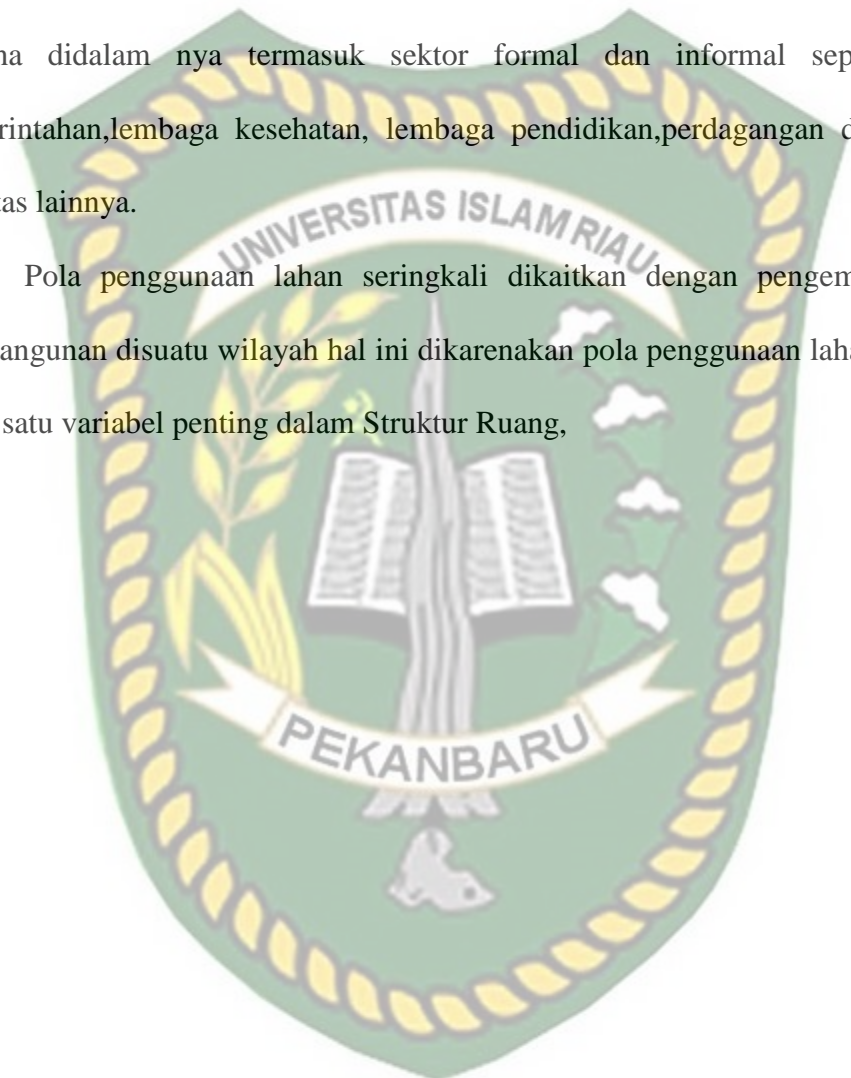 na didalam nya termasuk sektor formal dan informal sep
rintahan,lembaga kesehatan, lembaga pendidikan,perdagangan d
tas lainnya.
UNIVERSITAS ISLAM RIAU
Pola penggunaan lahan seringkali dikaitkan dengan pengem
angunan disuatu wilayah hal ini dikarenakan pola penggunaan laha
satu variabel penting dalam Struktur Ruang,
PEKANBARU